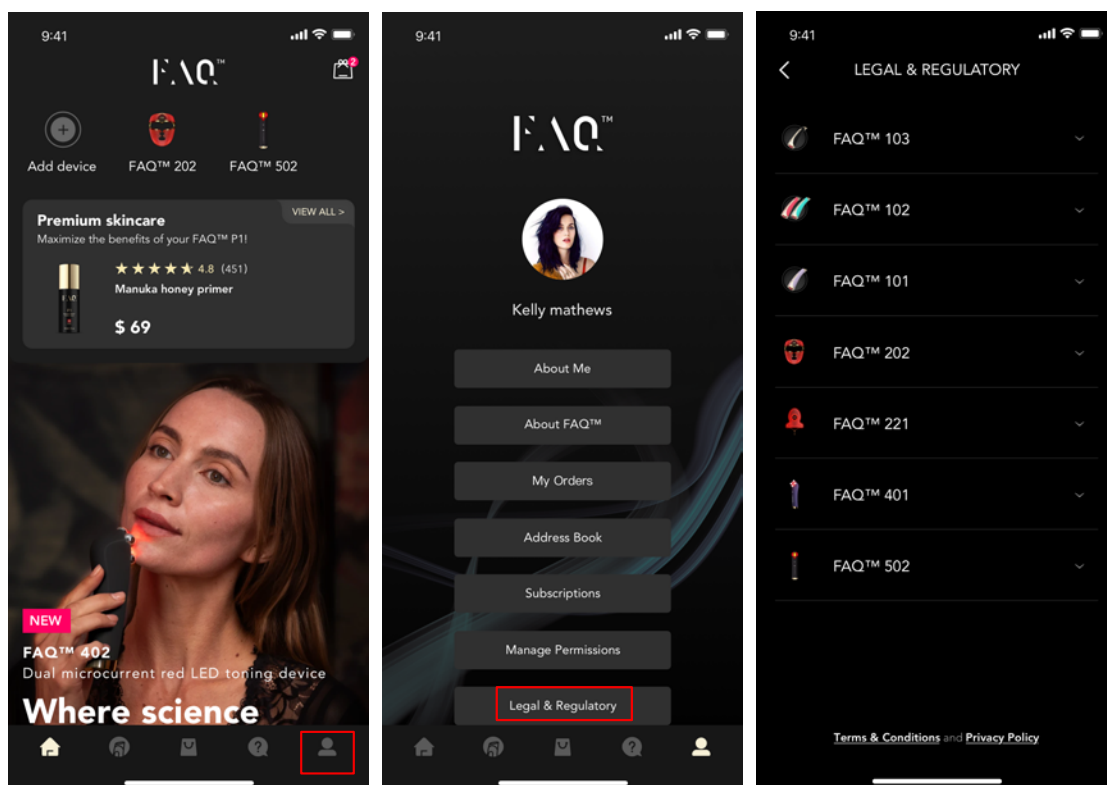 9:41
FAQ™
2
Add device
FAQ™ 202
FAQ™ 502
Premium skincare
VIEW ALL >
Maximize the benefits of your FAQ™ P1!
4.8 (451)
Manuka honey primer
$ 69
FAQ
NEW
FAQ™ 402
Dual microcurrent red LED toning device
Where science
?
9:41
FAQ™
Kelly mathews
About Me
About FAQ™
My Orders
Address Book
Subscriptions
Manage Permissions
Legal & Regulatory
?
9:41
LEGAL & REGULATORY
FAQ™ 103
FAQ™ 102
FAQ™ 101
FAQ™ 202
FAQ™ 221
FAQ™ 401
FAQ™ 502
Terms & Conditions and Privacy Policy